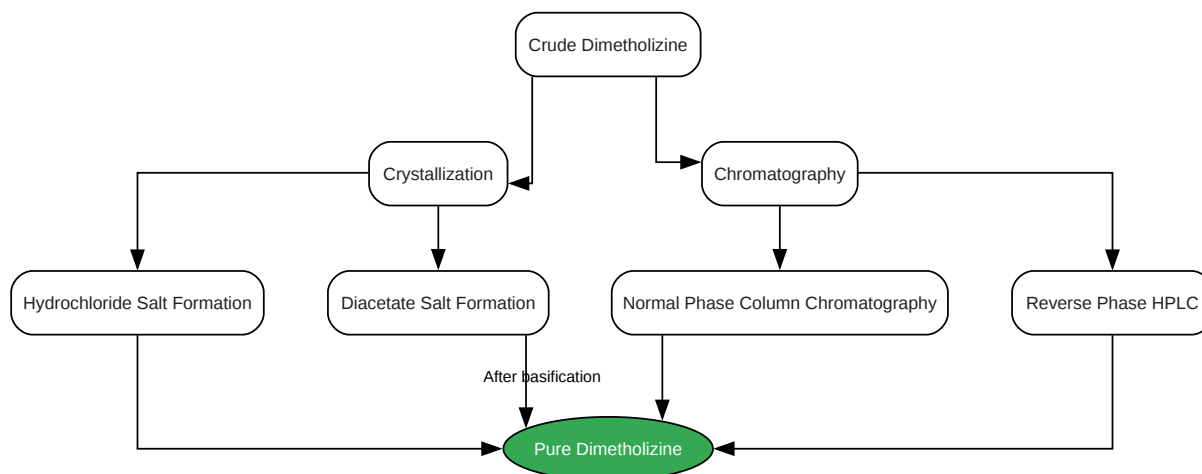 Crude Dimetholizine
Crystallization
Chromatography
Hydrochloride Salt Formation
Diacetate Salt Formation
Normal Phase Column Chromatography
Reverse Phase HPLC
After basification
Pure Dimetholizine